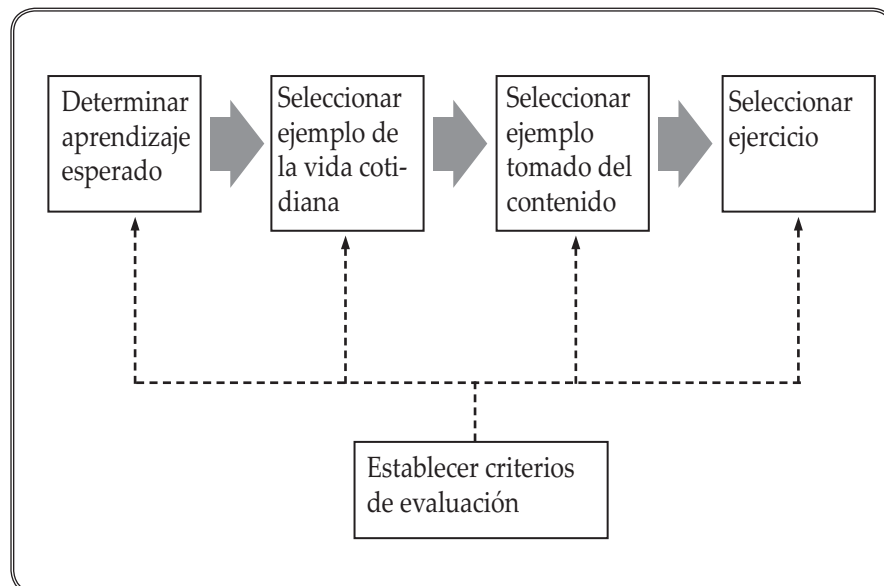 Determinar
aprendizaje
esperado
Seleccionar
ejemplo de
la vida coti-
diana
Seleccionar
ejemplo
tomado del
contenido
Seleccionar
ejercicio
Establecer criterios
de evaluación